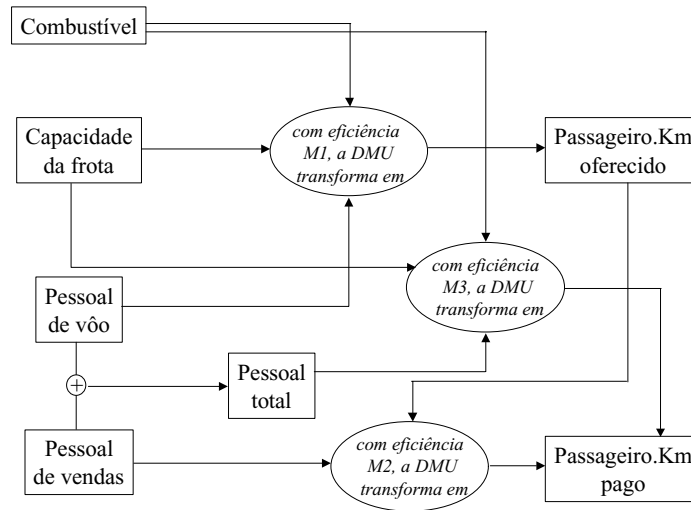 Combustível
com eficiência
M1, a DMU
transforma em
Capacidade
da frota
Passageiro.Km
oferecido
com eficiência
M3, a DMU
transforma em
Pessoal
de vôo
+
Pessoal
total
Pessoal
de vendas
com eficiência
M2, a DMU
transforma em
Passageiro.Km
pago